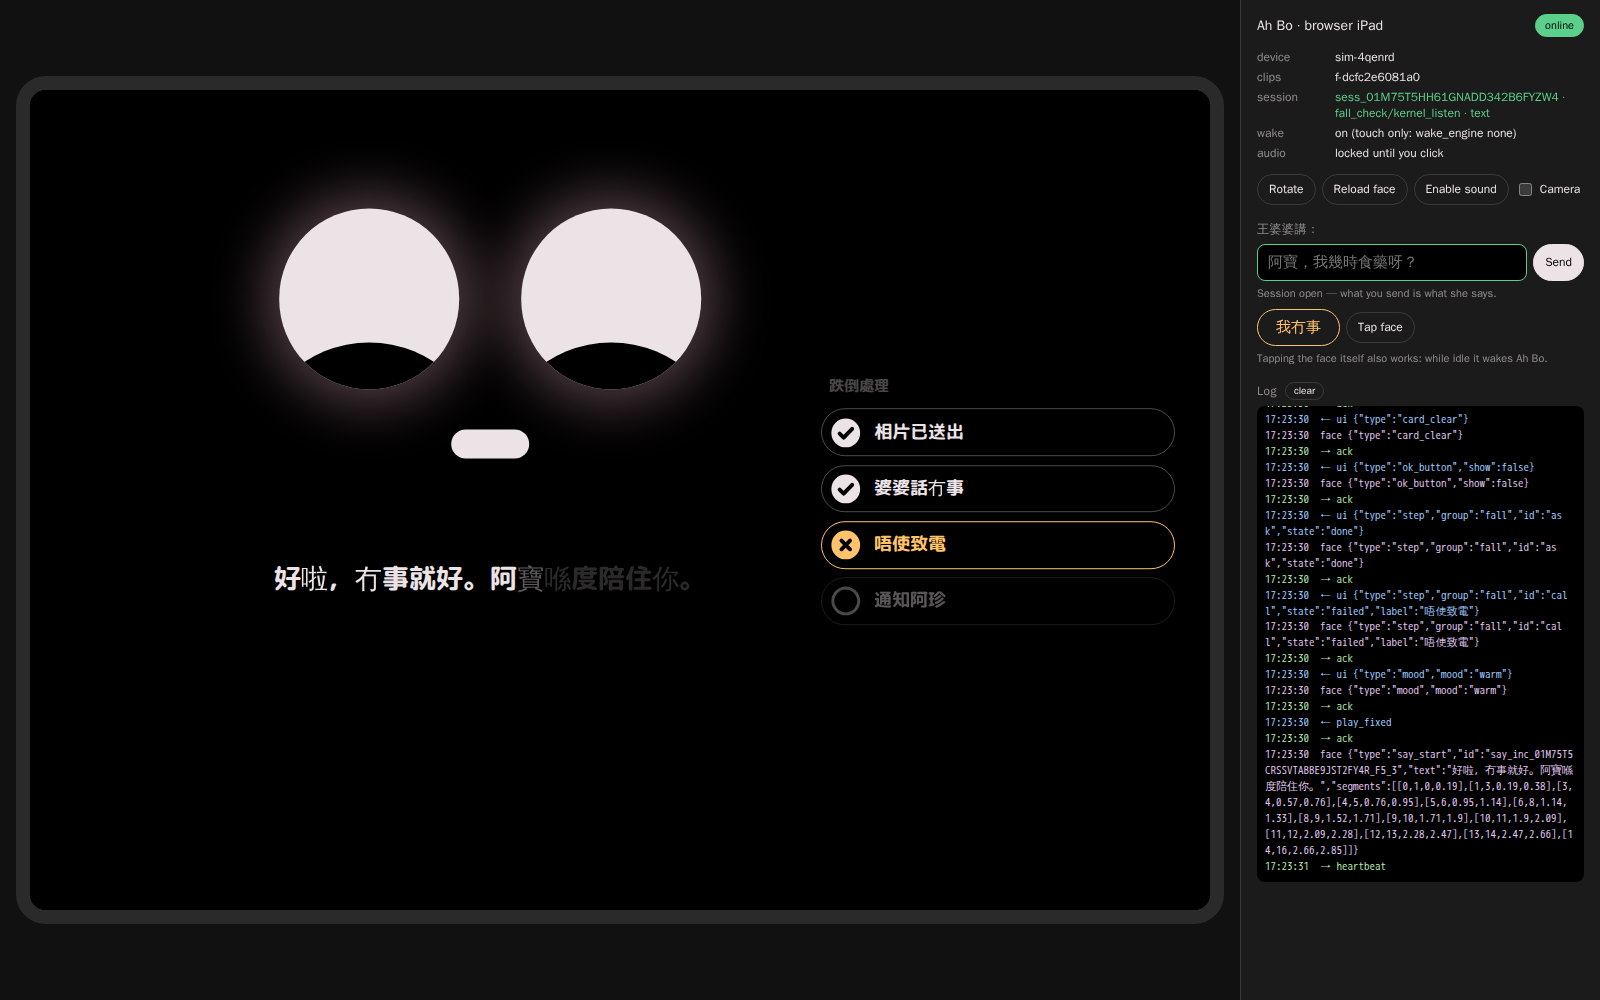 跌倒處理
相片已送出
婆婆話冇事
唔使致電
通知阿珍
好啦，冇事就好。阿寶喺度陪住你。
Ah Bo · browser iPad
online
device sim-4qenrd
clips f-dcfc2e6081a0
session sess_01M75T5HH61GNADD342B6FYZW4 ·
fall_check/kernel_listen · text
wake on (touch only: wake_engine none)
audio locked until you click
Rotate Reload face Enable sound Camera
王婆婆講：
阿寶，我幾時食藥呀？ Send
Session open — what you send is what she says.
我冇事 Tap face
Tapping the face itself also works: while idle it wakes Ah Bo.
Log clear
17:23:30 ← ui {"type":"card_clear"}
17:23:30 face {"type":"card_clear"}
17:23:30 → ack
17:23:30 ← ui {"type":"ok_button","show":false}
17:23:30 face {"type":"ok_button","show":false}
17:23:30 → ack
17:23:30 ← ui {"type":"step","group":"fall","id":"as
k","state":"done"}
17:23:30 face {"type":"step","group":"fall","id":"as
k","state":"done"}
17:23:30 → ack
17:23:30 ← ui {"type":"step","group":"fall","id":"cal
l","state":"failed","label":"唔使致電"}
17:23:30 face {"type":"step","group":"fall","id":"cal
l","state":"failed","label":"唔使致電"}
17:23:30 → ack
17:23:30 ← ui {"type":"mood","mood":"warm"}
17:23:30 face {"type":"mood","mood":"warm"}
17:23:30 → ack
17:23:30 ← play_fixed
17:23:30 → ack
17:23:30 face {"type":"say_start","id":"say_inc_01M75T5
CRSSVTABBE9JST2FY4R_F5_3","text":"好啦，冇事就好。阿寶喺
度陪住你。","segments":[[0,1,0,0.19],[1,3,0.19,0.38],[3,
4,0.57,0.76],[4,5,0.76,0.95],[5,6,0.95,1.14],[6,8,1.14,
1.33],[8,9,1.52,1.71],[9,10,1.71,1.9],[10,11,1.9,2.09],
[11,12,2.09,2.28],[12,13,2.28,2.47],[13,14,2.47,2.66],[1
4,16,2.66,2.85]]}
17:23:31 → heartbeat